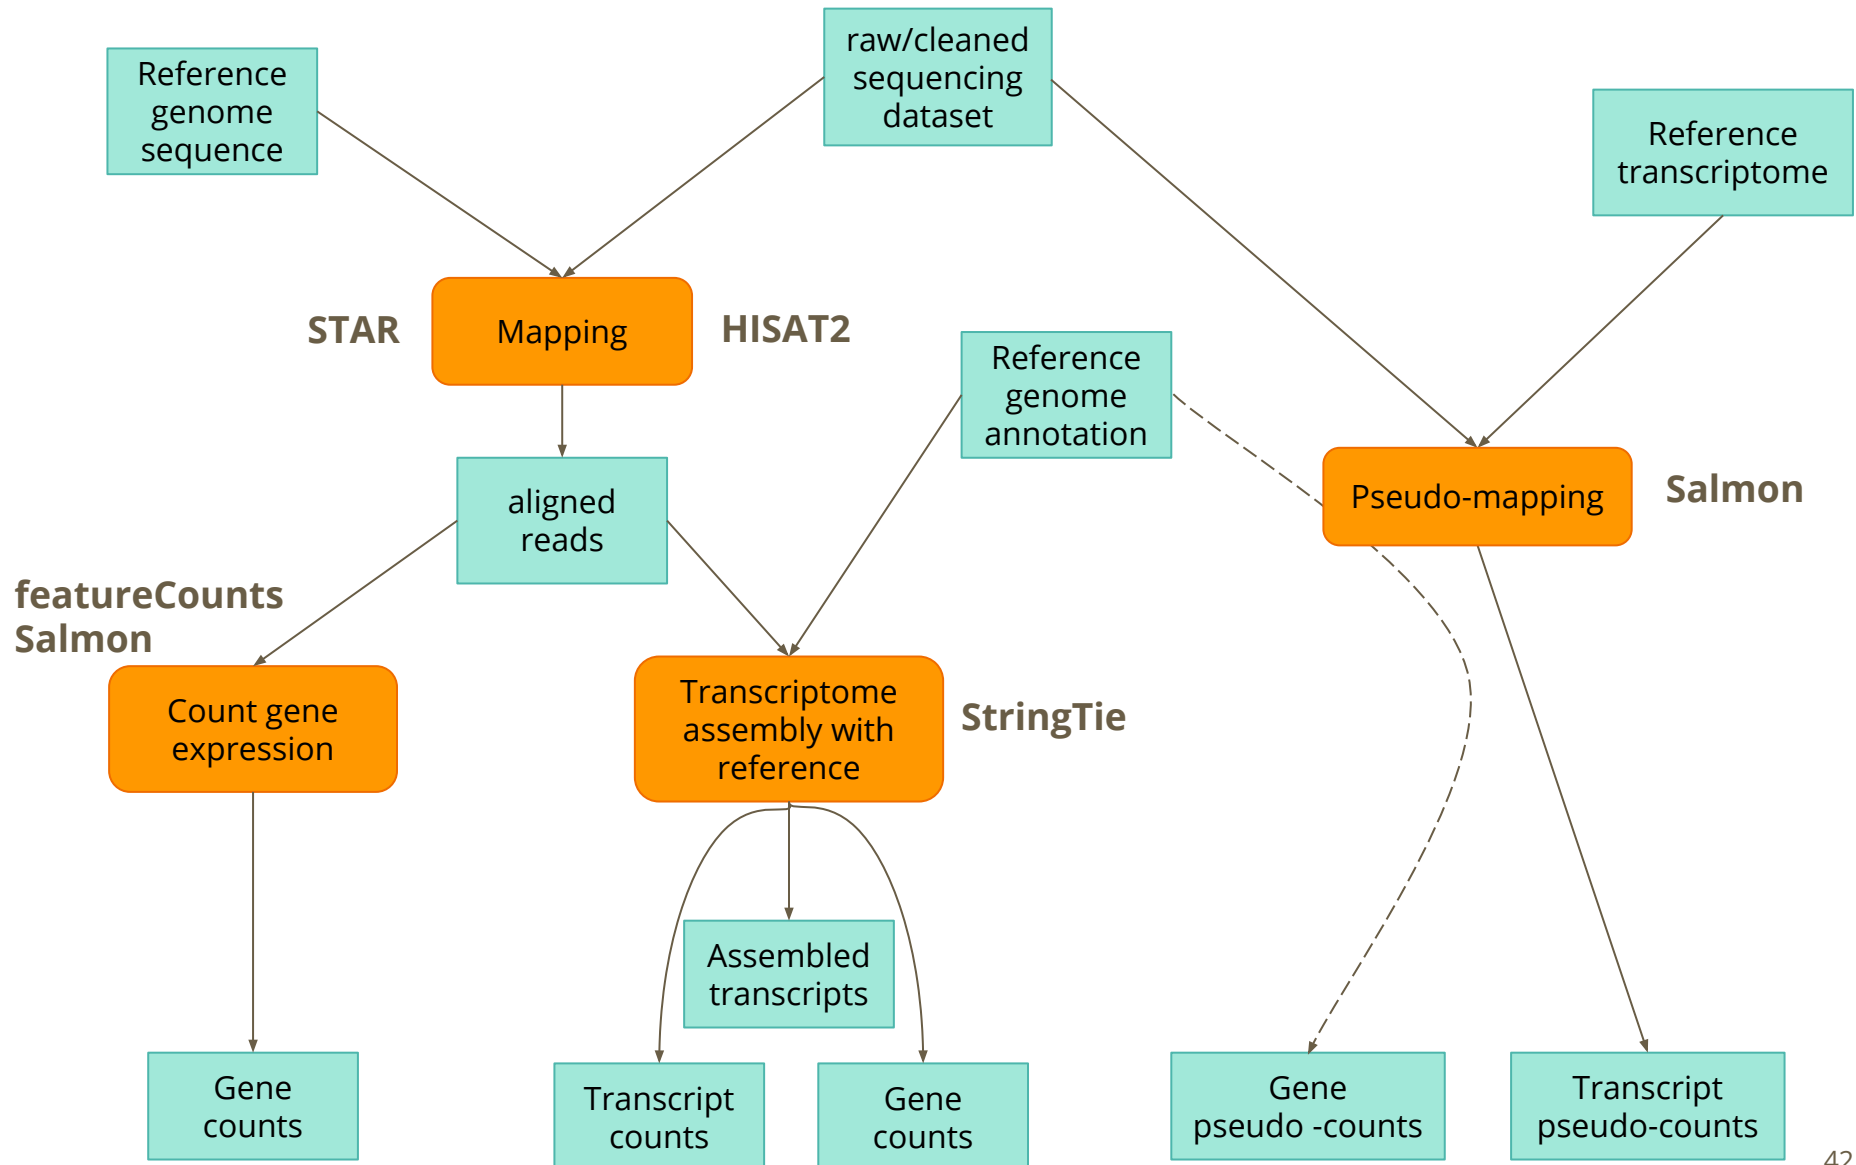 raw/cleaned
sequencing
dataset
Reference
genome
sequence
Reference
transcriptome
STAR
Mapping
HISAT2
Reference
genome
annotation
Pseudo-mapping
Salmon
aligned
reads
featureCounts
Salmon
Count gene
expression
Transcriptome
assembly with
reference
StringTie
Assembled
transcripts
Gene
counts
Transcript
counts
Gene
counts
Gene
pseudo -counts
Transcript
pseudo-counts
42